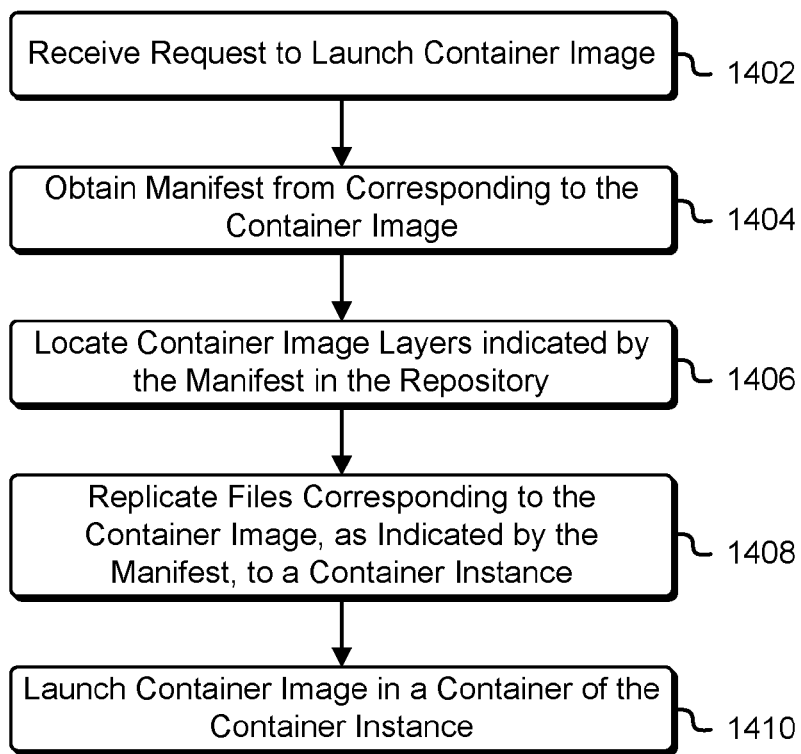 Receive Request to Launch Container Image
1402
Obtain Manifest from Corresponding to the
Container Image
1404
Locate Container Image Layers indicated by
the Manifest in the Repository
1406
Replicate Files Corresponding to the
Container Image, as Indicated by the
Manifest, to a Container Instance
1408
Launch Container Image in a Container of the
Container Instance
1410